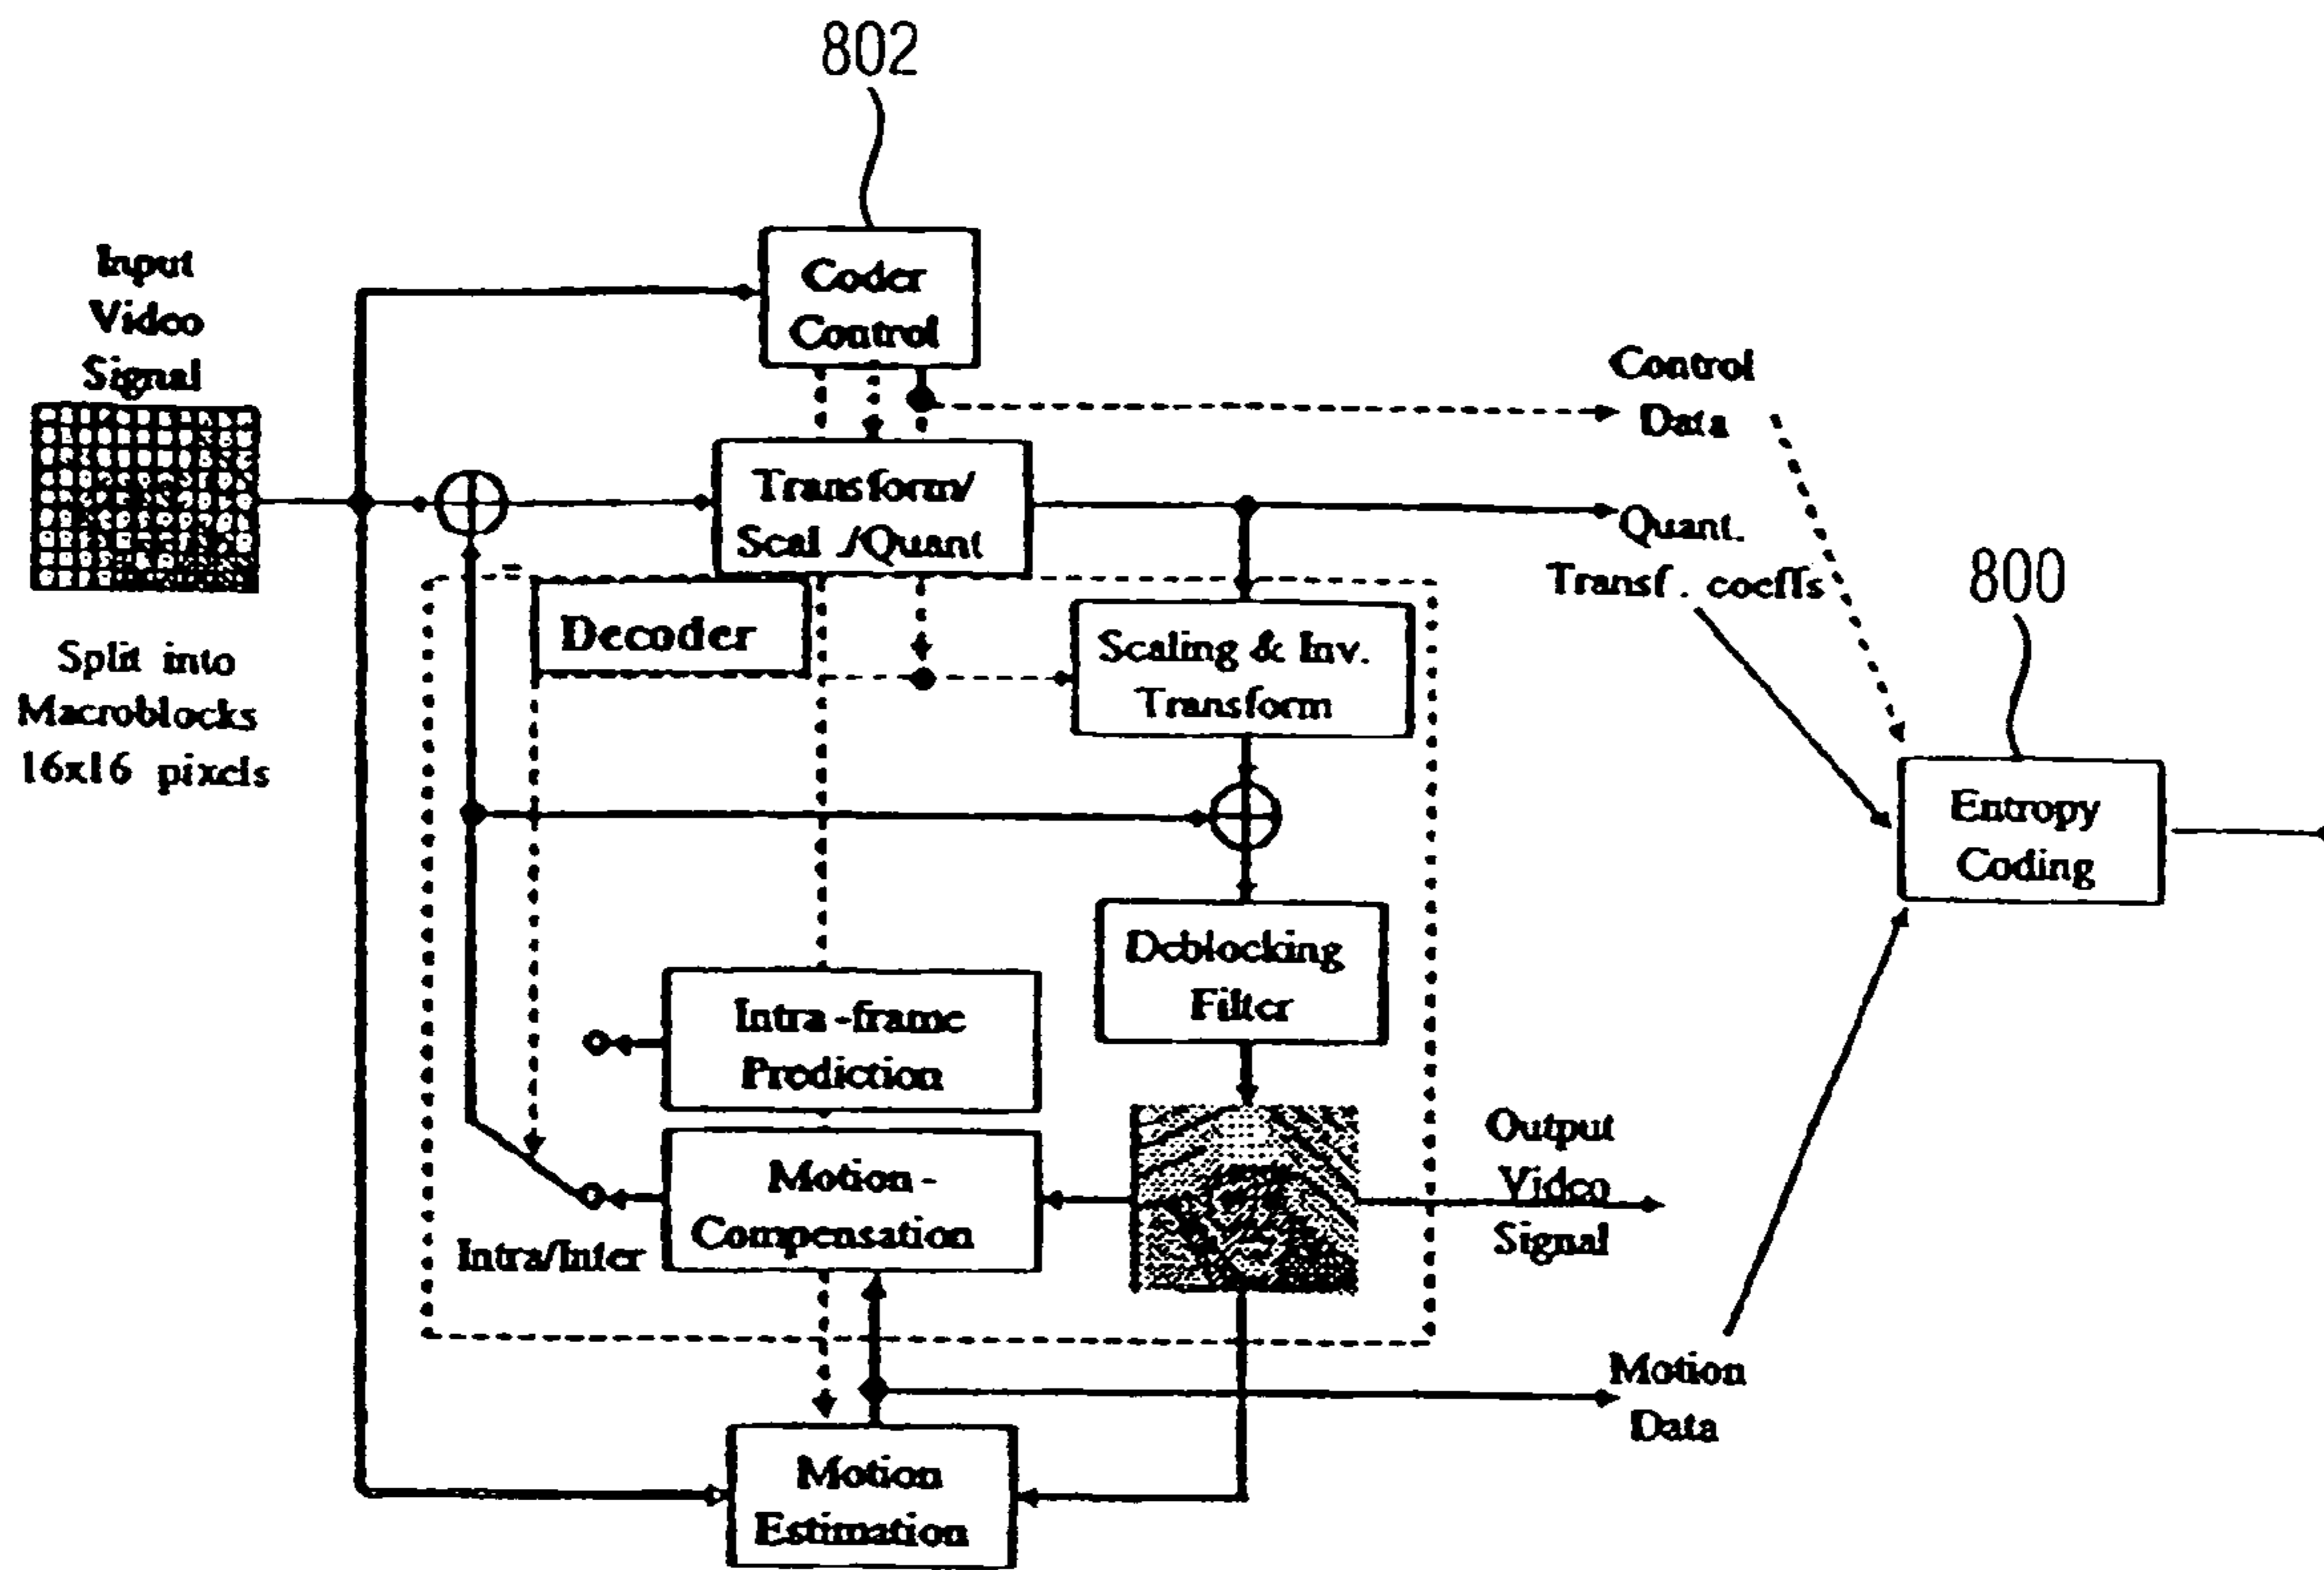 802
Input
Video
Signal
Coder
Control
Control
Data
Transform/
Scal./Quant
Quant.
Transf. coeffs
800
Decoder
Split into
Macroblocks
16x16 pixels
Scaling & Inv.
Transform
Entropy
Coding
Deblocking
Filter
Intra-frame
Prediction
Motion-
Compensation
Intra/Inter
Output
Video
Signal
Motion
Data
Motion
Estimation